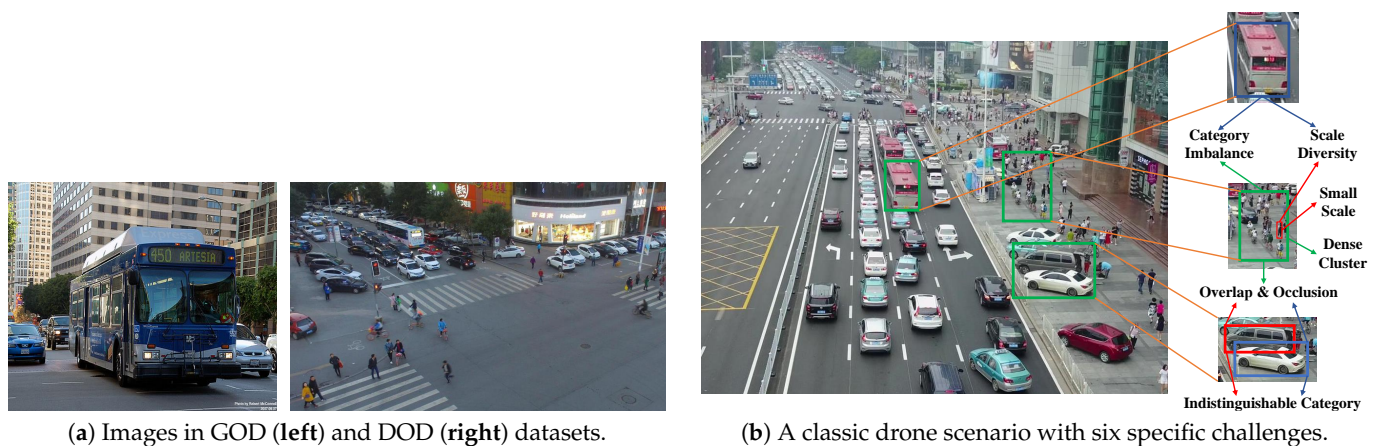 450 ARTESIA
Category
Imbalance
Scale
Diversity
Small
Scale
Dense
Cluster
Overlap & Occlusion
Indistinguishable Category
(a) Images in GOD (left) and DOD (right) datasets.
(b) A classic drone scenario with six specific challenges.